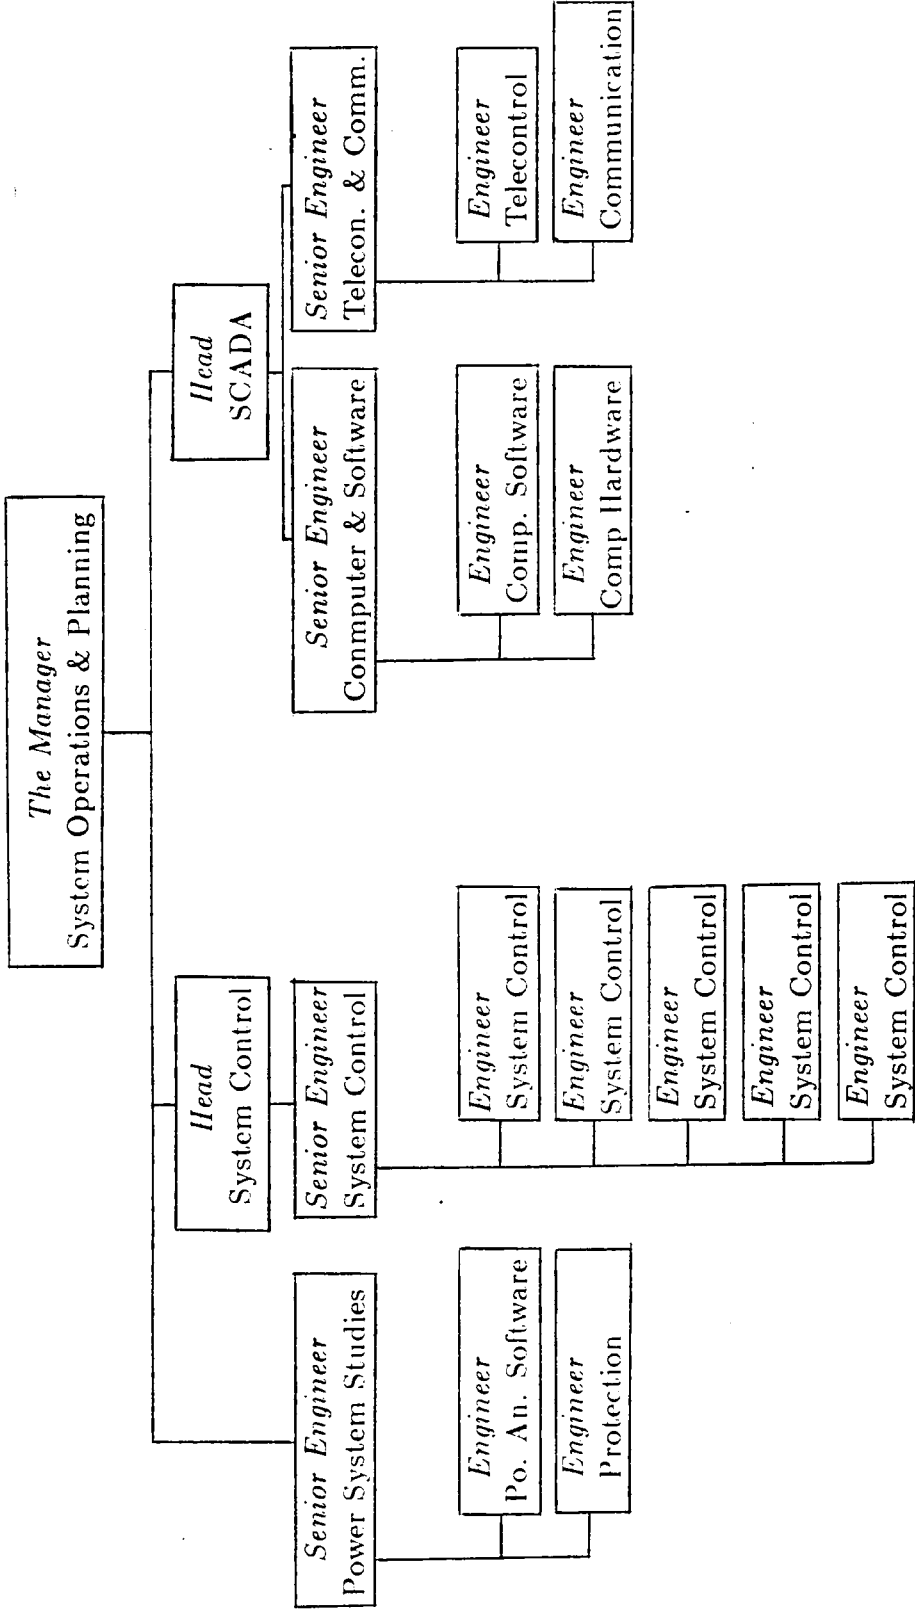 The Manager
System Operations & Planning
Head
System Control
Head
SCADA
Senior Engineer
Power System Studies
Senior Engineer
System Control
Senior Engineer
Conmputer & Software
Senior Engineer
Telecon. & Comm.
Engineer
Po. An. Software
Engineer
Protection
Engineer
System Control
Engineer
System Control
Engineer
System Control
Engineer
System Control
Engineer
System Control
Engineer
Comp. Software
Engineer
Comp Hardware
Engineer
Telecontrol
Engineer
Communication